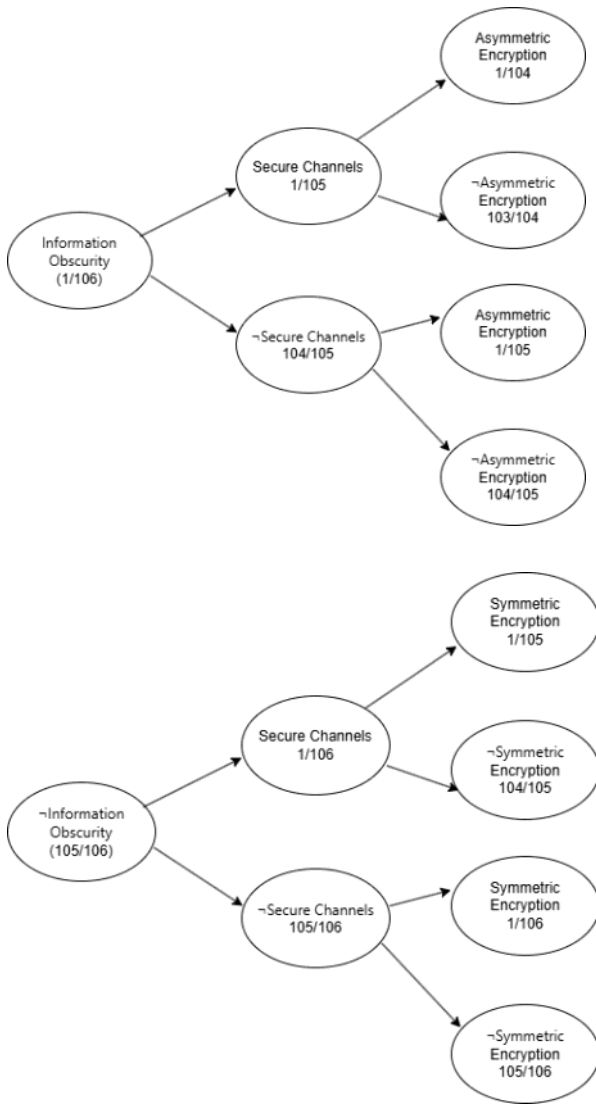 Asymmetric
Encryption
1/104
Secure Channels
1/105
¬Asymmetric
Encryption
103/104
Information
Obscurity
(1/106)
Asymmetric
Encryption
1/105
¬Secure Channels
104/105
¬Asymmetric
Encryption
104/105
Symmetric
Encryption
1/105
Secure Channels
1/106
¬Symmetric
Encryption
104/105
¬Information
Obscurity
(105/106)
Symmetric
Encryption
1/106
¬Secure Channels
105/106
¬Symmetric
Encryption
105/106